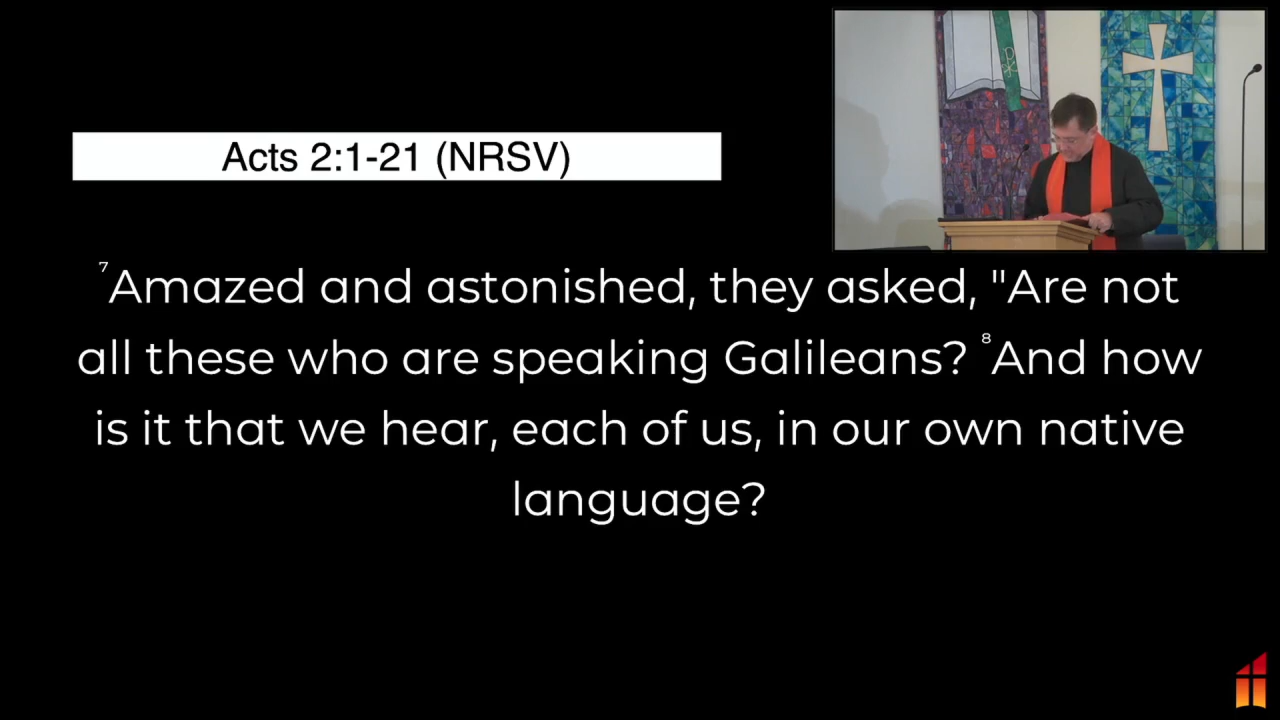 Acts 2:1-21 (NRSV)
⁷Amazed and astonished, they asked, "Are not
all these who are speaking Galileans? ⁸And how
is it that we hear, each of us, in our own native
language?